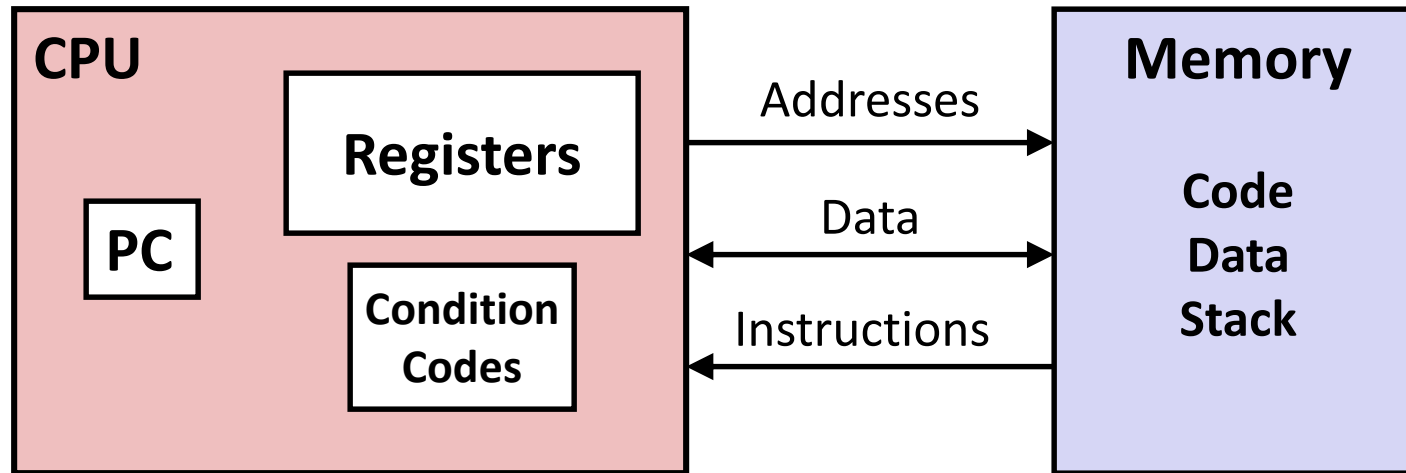 CPU
Registers
PC
Condition
Codes
Addresses
Data
Instructions
Memory
Code
Data
Stack